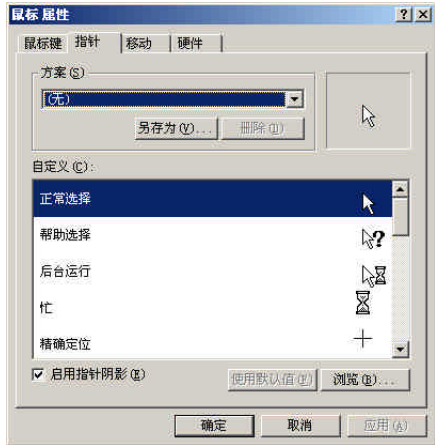 鼠标 属性
鼠标键 指针 移动 硬件
方案(S)
(无)
另存为(V)... 删除(D)
自定义(C):
正常选择
帮助选择
后台运行
忙
精确定位
启用指针阴影(E)
使用默认值(F) 浏览(B)...
确定 取消 应用(A)